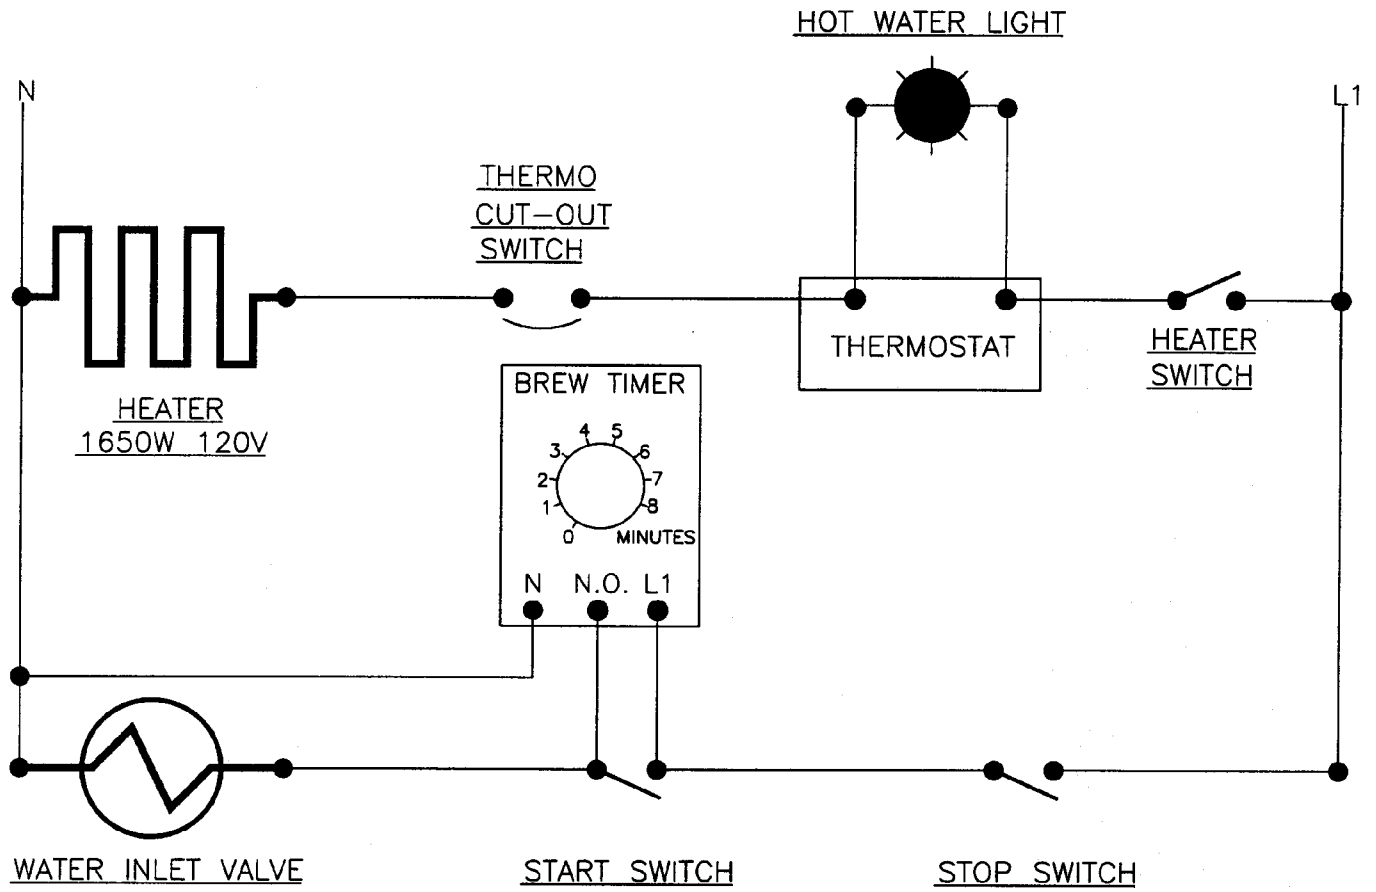 HOT WATER LIGHT
N
L1
THERMO
CUT-OUT
SWITCH
THERMOSTAT
HEATER
SWITCH
HEATER
1650W 120V
BREW TIMER
4 5
3 6
2 7
1 8
0 MINUTES
N N.O. L1
WATER INLET VALVE
START SWITCH
STOP SWITCH